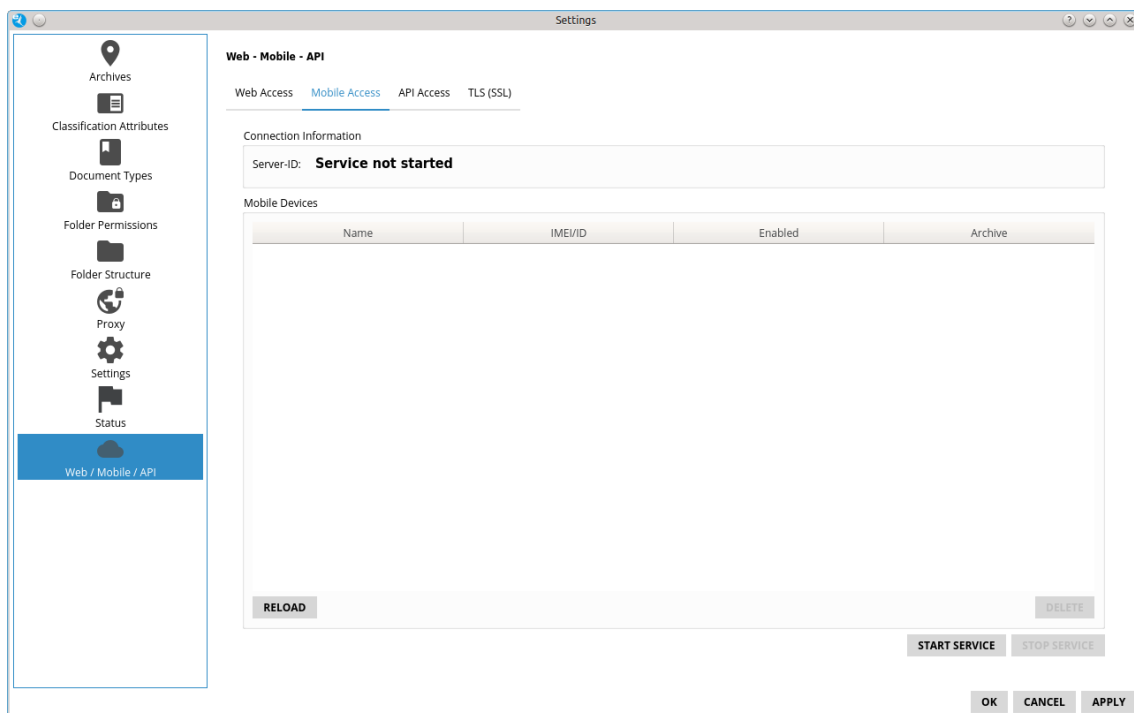 Settings
Archives
Classification Attributes
Document Types
Folder Permissions
Folder Structure
Proxy
Settings
Status
Web / Mobile / API
Web - Mobile - API
Web Access Mobile Access API Access TLS (SSL)
Connection Information
Server-ID: Service not started
Mobile Devices
Name IMEI/ID Enabled Archive
RELOAD DELETE
START SERVICE STOP SERVICE
OK CANCEL APPLY